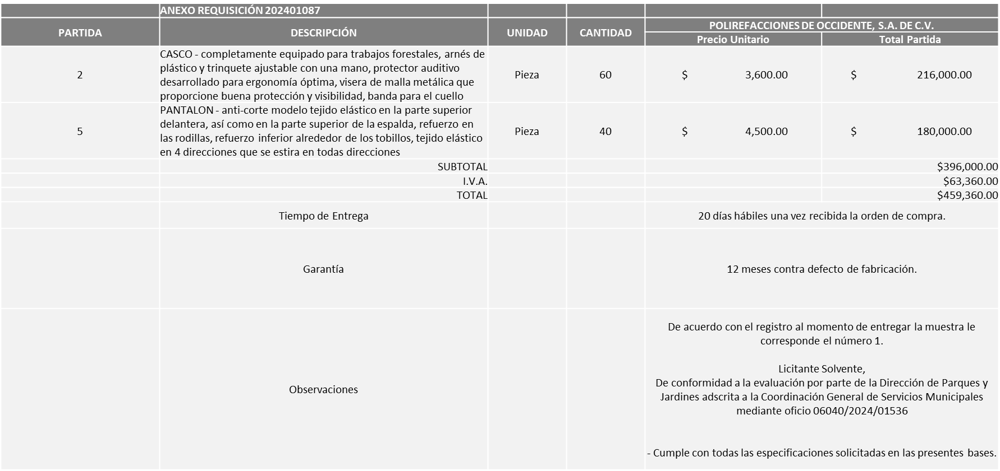 ANEXO REQUISICIÓN 202401087
PARTIDA
DESCRIPCIÓN
UNIDAD
CANTIDAD
POLIREFACCIONES DE OCCIDENTE, S.A. DE C.V.
Precio Unitario
Total Partida
2
CASCO - completamente equipado para trabajos forestales, arnés de
plástico y trinquete ajustable con una mano, protector auditivo
desarrollado para ergonomía óptima, visera de malla metálica que
proporcione buena protección y visibilidad, banda para el cuello
Pieza
60
$ 3,600.00
$ 216,000.00
5
PANTALON - anti-corte modelo tejido elástico en la parte superior
delantera, así como en la parte superior de la espalda, refuerzo en
las rodillas, refuerzo inferior alrededor de los tobillos, tejido elástico
en 4 direcciones que se estira en todas direcciones
Pieza
40
$ 4,500.00
$ 180,000.00
SUBTOTAL
$396,000.00
I.V.A.
$63,360.00
TOTAL
$459,360.00
Tiempo de Entrega
20 días hábiles una vez recibida la orden de compra.
Garantía
12 meses contra defecto de fabricación.
Observaciones
De acuerdo con el registro al momento de entregar la muestra le
corresponde el número 1.
Licitante Solvente,
De conformidad a la evaluación por parte de la Dirección de Parques y
Jardines adscrita a la Coordinación General de Servicios Municipales
mediante oficio 06040/2024/01536
- Cumple con todas las especificaciones solicitadas en las presentes bases.